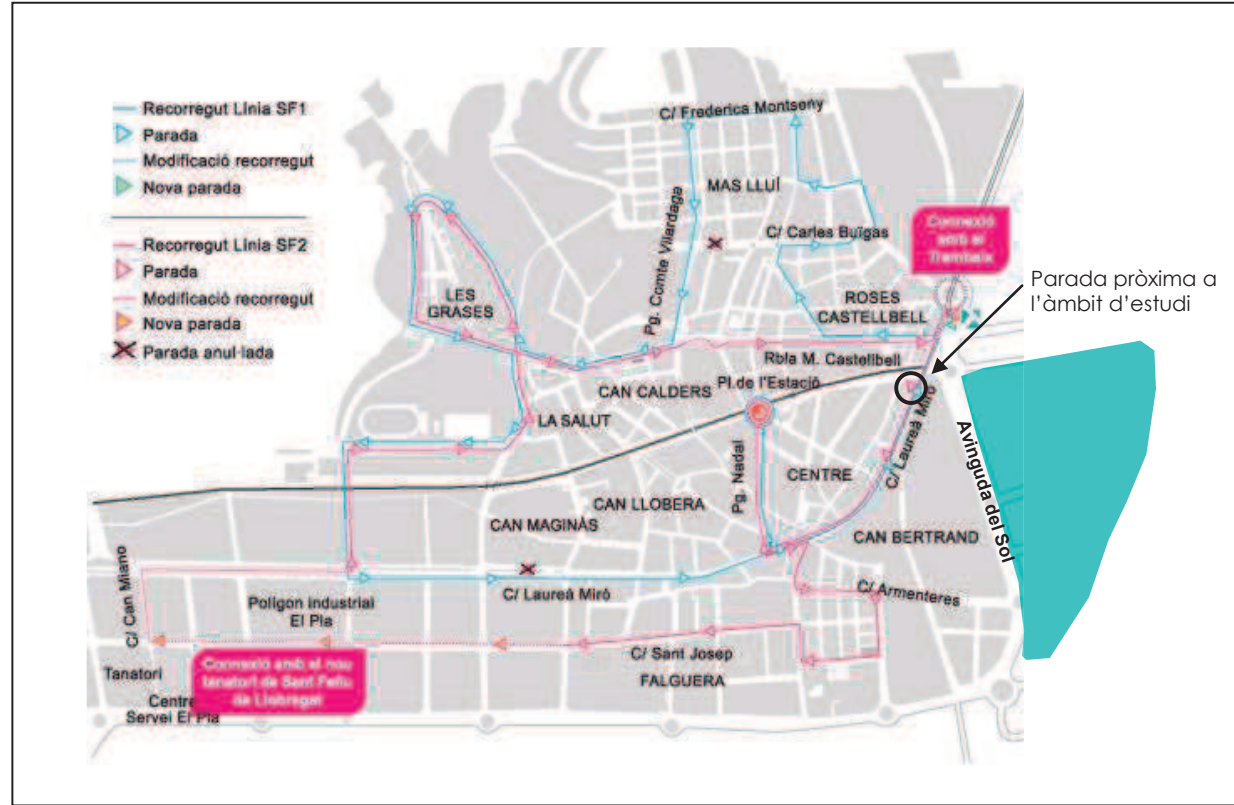 Recorregut Línia SF1
Parada
Modificació recorregut
Nova parada
Recorregut Línia SF2
Parada
Modificació recorregut
Nova parada
Parada anul·lada
C/ Frederica Montseny
MAS LLUÍ
Pg. Comte Vilardaga
C/ Carles Buïgas
Connexió
amb el
Trambaix
Parada pròxima a
l'àmbit d'estudi
LES
GRASES
ROSES
CASTELLBELL
Rbla M. Castellbell
Pl.de l'Estació
CAN CALDERS
LA SALUT
C/ Laureà Miró
Avinguda del Sol
CENTRE
Pg. Nadal
CAN LLOBERA
CAN MAGINÀS
CAN BERTRAND
C/ Can Miano
Polígon industrial
El Pla
C/ Laureà Miró
C/ Armenteres
C/ Sant Josep
FALGUERA
Connexió amb el nou
tanatori de Sant Feliu
de Llobregat
Tanatori
Centre
Servei El Pla